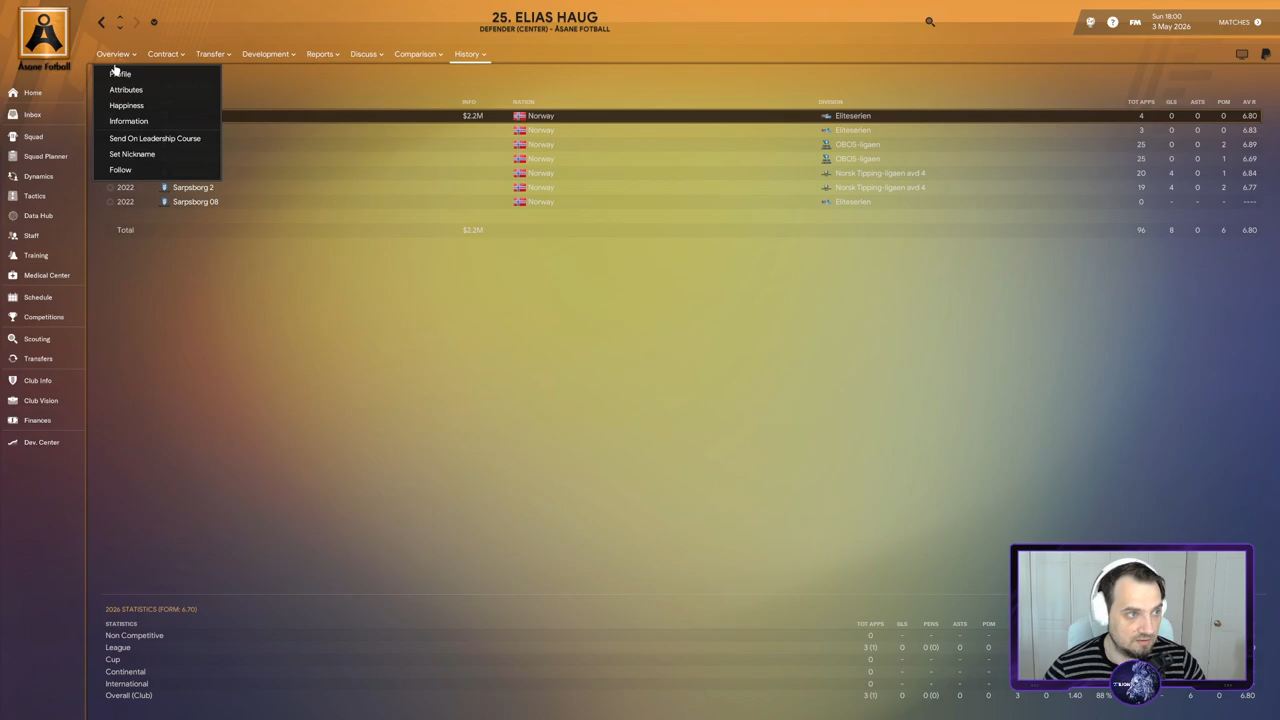 25. ELIAS HAUG
DEFENDER (CENTER) - ÅSANE FOTBALL
Sun 18:00
3 May 2026
FM
MATCHES
Åsane Fotball
Overview Contract Transfer Development Reports Discuss Comparison History
Profile
Attributes
Happiness
Information
Send On Leadership Course
Set Nickname
Follow
Home
Inbox
Squad
Squad Planner
Dynamics
Tactics
Data Hub
Staff
Training
Medical Center
Schedule
Competitions
Scouting
Transfers
Club Info
Club Vision
Finances
Dev. Center
INFO NATION DIVISION TOT APPS GLS ASTS POM AV R
$2.2M Norway Eliteserien 4 0 0 0 6.80
Norway Eliteserien 3 0 0 0 6.83
Norway OBOS-ligaen 25 0 0 2 6.89
Norway OBOS-ligaen 25 0 0 1 6.69
Norway Norsk Tipping-ligaen avd 4 20 4 0 1 6.84
2022 Sarpsborg 2 Norway Norsk Tipping-ligaen avd 4 19 4 0 2 6.77
2022 Sarpsborg 08 Norway Eliteserien 0 - - - ----
Total $2.2M 96 8 0 6 6.80
2026 STATISTICS (FORM: 6.70)
STATISTICS TOT APPS GLS PENS ASTS POM
Non Competitive 0 - - - -
League 3 (1) 0 0 (0) 0 0
Cup 0 - - - -
Continental 0 - - - -
International 0 - - - -
Overall (Club) 3 (1) 0 0 (0) 0 0 3 0 1.40 88 % - 6 0 6.80